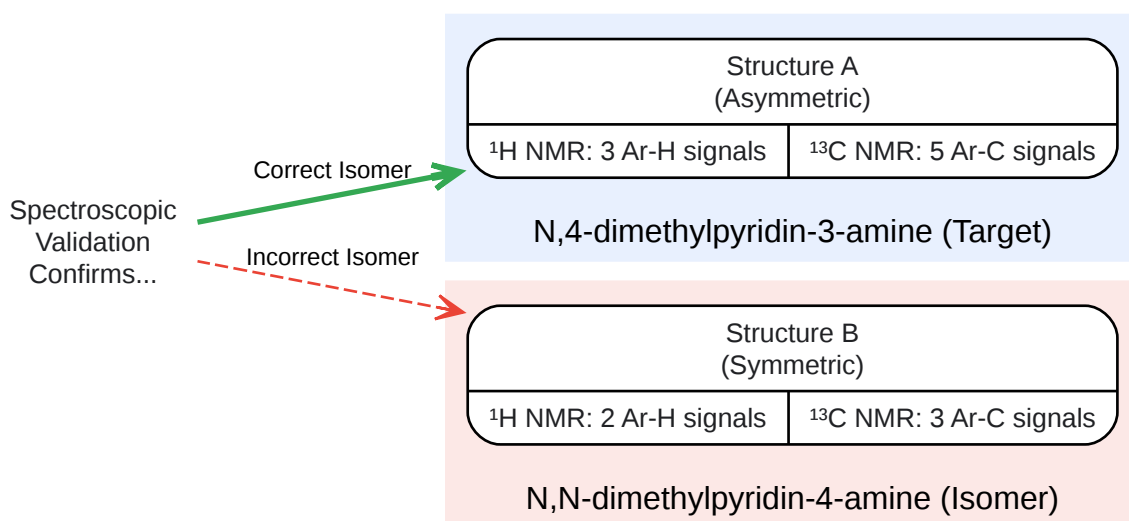 Spectroscopic
Validation
Confirms...
Correct Isomer
Incorrect Isomer
Structure A
(Asymmetric)
¹H NMR: 3 Ar-H signals
¹³C NMR: 5 Ar-C signals
N,4-dimethylpyridin-3-amine (Target)
Structure B
(Symmetric)
¹H NMR: 2 Ar-H signals
¹³C NMR: 3 Ar-C signals
N,N-dimethylpyridin-4-amine (Isomer)